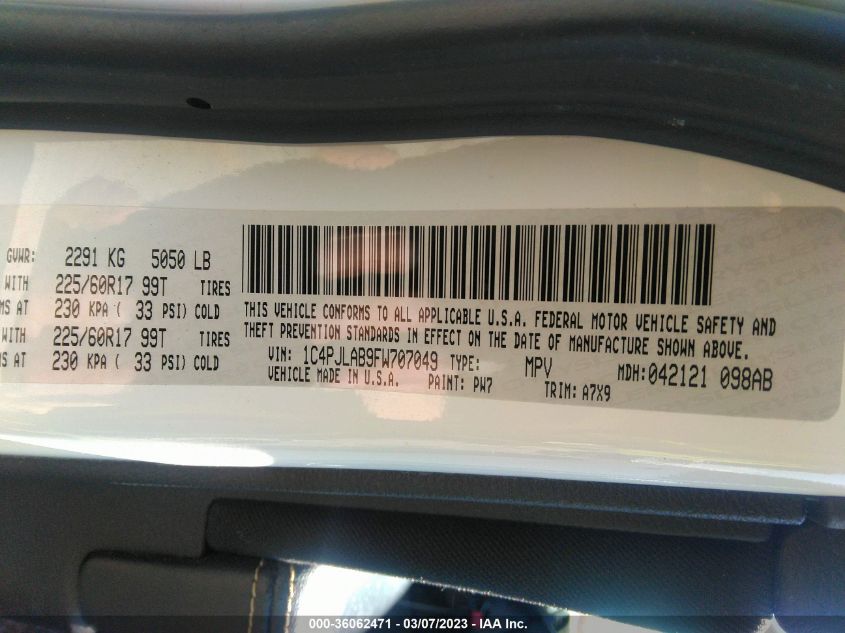 GVWR: 2291 KG 5050 LB
WITH 225/60R17 99T TIRES
MS AT 230 KPA ( 33 PSI) COLD
WITH 225/60R17 99T TIRES
MS AT 230 KPA ( 33 PSI) COLD
THIS VEHICLE CONFORMS TO ALL APPLICABLE U.S.A. FEDERAL MOTOR VEHICLE SAFETY AND
THEFT PREVENTION STANDARDS IN EFFECT ON THE DATE OF MANUFACTURE SHOWN ABOVE.
VIN: 1C4PJLAB9FW707049 TYPE: MPV MDH:042121 098AB
VEHICLE MADE IN U.S.A. PAINT: PW7 TRIM: A7X9
000-36062471 — 03/07/2023 — IAA Inc.